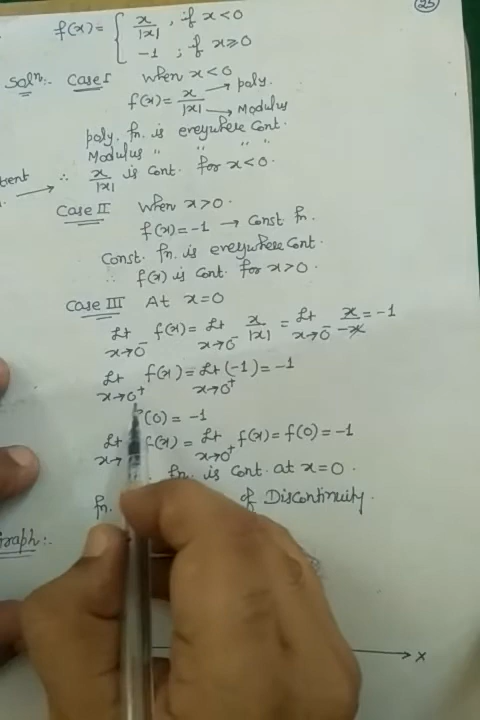 25
f(x) = { x/|x| , if x < 0
-1 ; if x ≥ 0
Soln. Case I When x < 0
f(x) = x/|x| → poly.
→ Modulus
poly. fn. is ereywhere Cont.
Modulus " " " "
∴ x/|x| is Cont. for x < 0.
Case II When x > 0.
f(x) = -1 → Const fn.
Const. fn. is ereywhere Cont.
∴ f(x) is Cont. for x > 0.
Case III At x = 0
Lt x→0⁻ f(x) = Lt x→0⁻ x/|x| = Lt x→0⁻ x/-x = -1
Lt x→0⁺ f(x) = Lt x→0⁺ (-1) = -1
(0) = -1
Lt x→ f(x) = Lt x→0⁺ f(x) = f(0) = -1
fn. is Cont. at x = 0.
fn. of Discontinuity.
raph:-
x